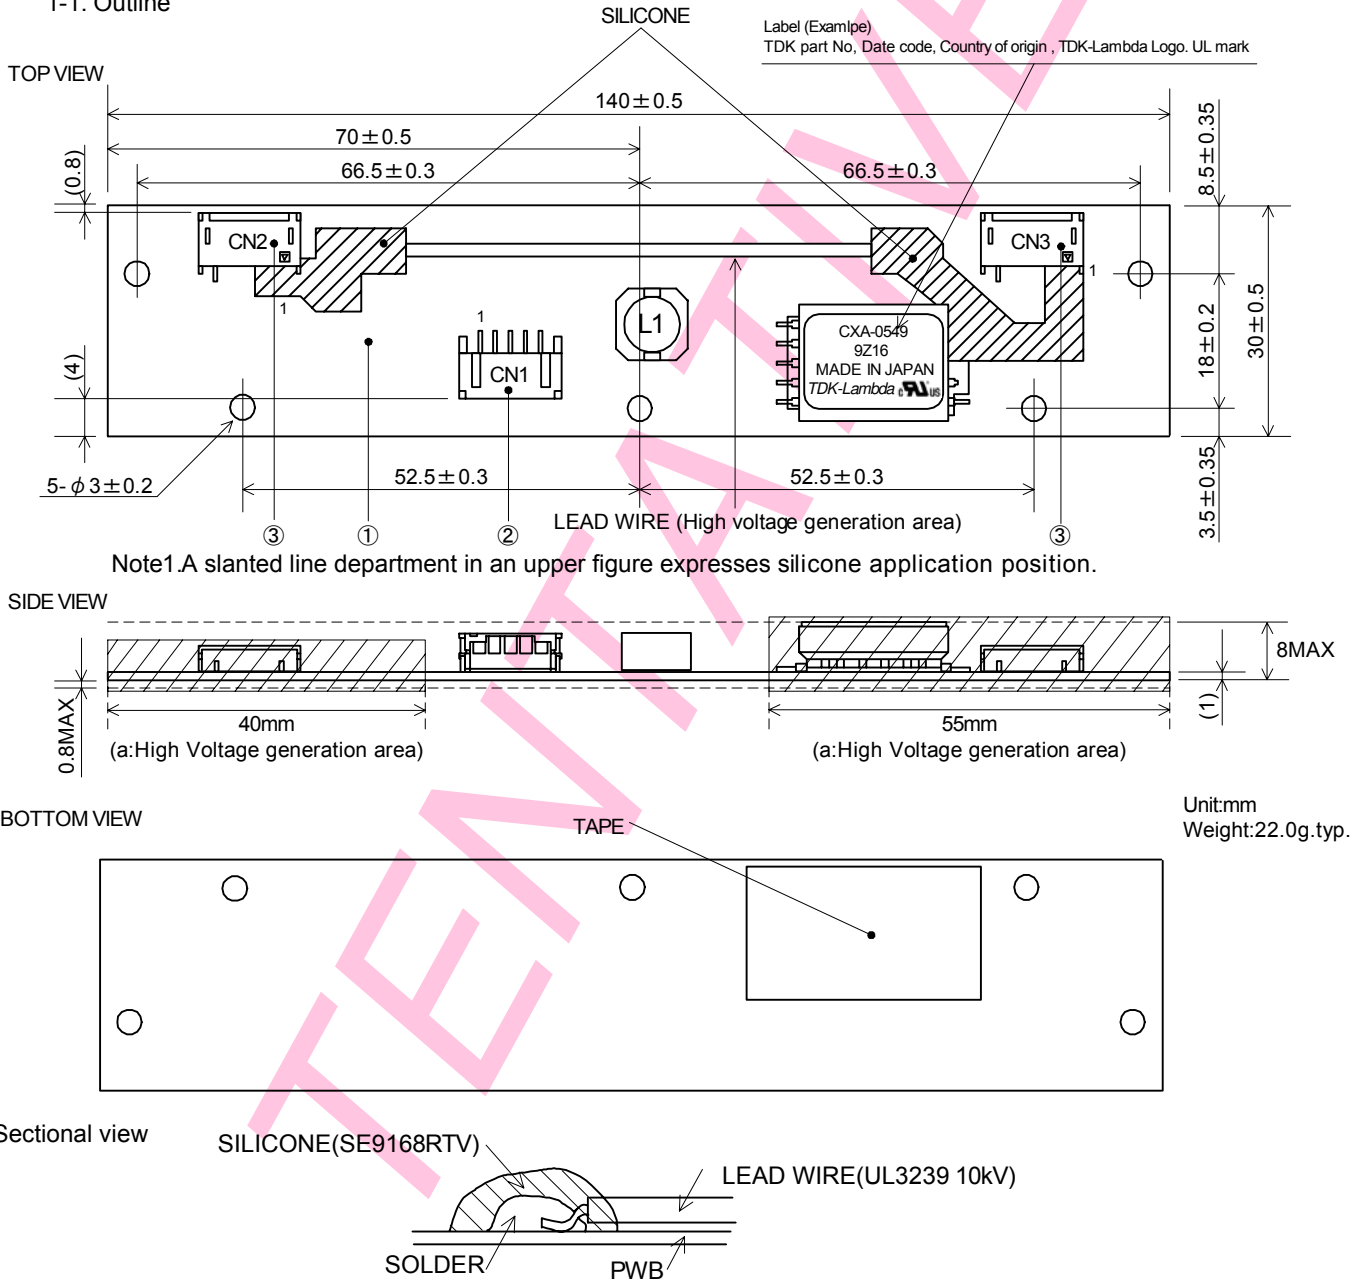 1-1. Outline
SILICONE
Label (Examlpe)
TDK part No, Date code, Country of origin , TDK-Lambda Logo. UL mark
TOP VIEW
140±0.5
70±0.5
66.5±0.3
66.5±0.3
(0.8)
8.5±0.35
CN2
CN3
1
1
L1
1
CN1
CXA-0549
9Z16
MADE IN JAPAN
TDK-Lambda c RU US
(4)
18±0.2
30±0.5
3.5±0.35
5-φ3±0.2
52.5±0.3
52.5±0.3
LEAD WIRE (High voltage generation area)
③
①
②
③
Note1.A slanted line department in an upper figure expresses silicone application position.
SIDE VIEW
8MAX
0.8MAX
(1)
40mm
(a:High Voltage generation area)
55mm
(a:High Voltage generation area)
Unit:mm
Weight:22.0g.typ.
BOTTOM VIEW
TAPE
Sectional view
SILICONE(SE9168RTV)
LEAD WIRE(UL3239 10kV)
SOLDER
PWB
TENTATIVE